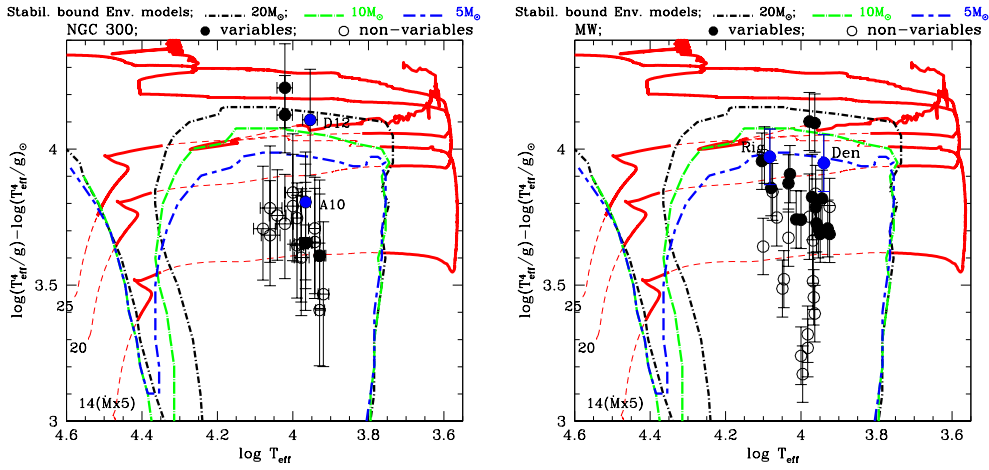 Stabil. bound Env. models; 20M☉; 10M☉; 5M☉
NGC 300; variables; non-variables
log(T⁴eff/g)−log(T⁴eff/g)☉
4
3.5
3
D12
A10
25
20
14(Ṁx5)
4.6 4.4 4.2 4 3.8 3.6
log Teff
Stabil. bound Env. models; 20M☉; 10M☉ 5M☉
MW; variables; non-variables
log(T⁴eff/g)−log(T⁴eff/g)☉
4
3.5
3
Rig
Den
25
20
14(Ṁx5)
4.6 4.4 4.2 4 3.8 3.6
log Teff